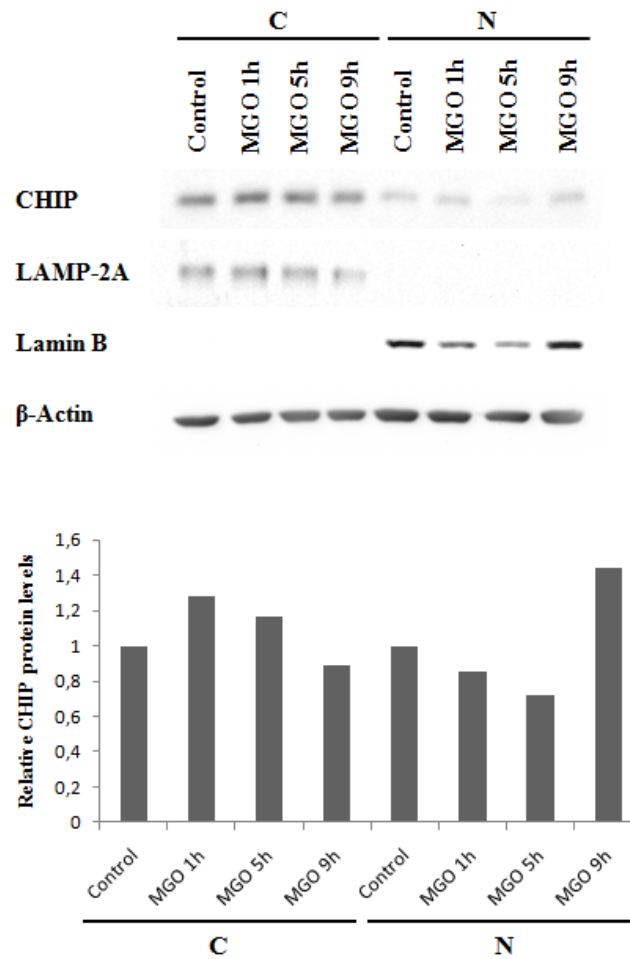 C N
Control MGO 1h MGO 5h MGO 9h Control MGO 1h MGO 5h MGO 9h
CHIP
LAMP-2A
Lamin B
β-Actin
Relative CHIP protein levels
1,6
1,4
1,2
1
0,8
0,6
0,4
0,2
0
Control MGO 1h MGO 5h MGO 9h Control MGO 1h MGO 5h MGO 9h
C N